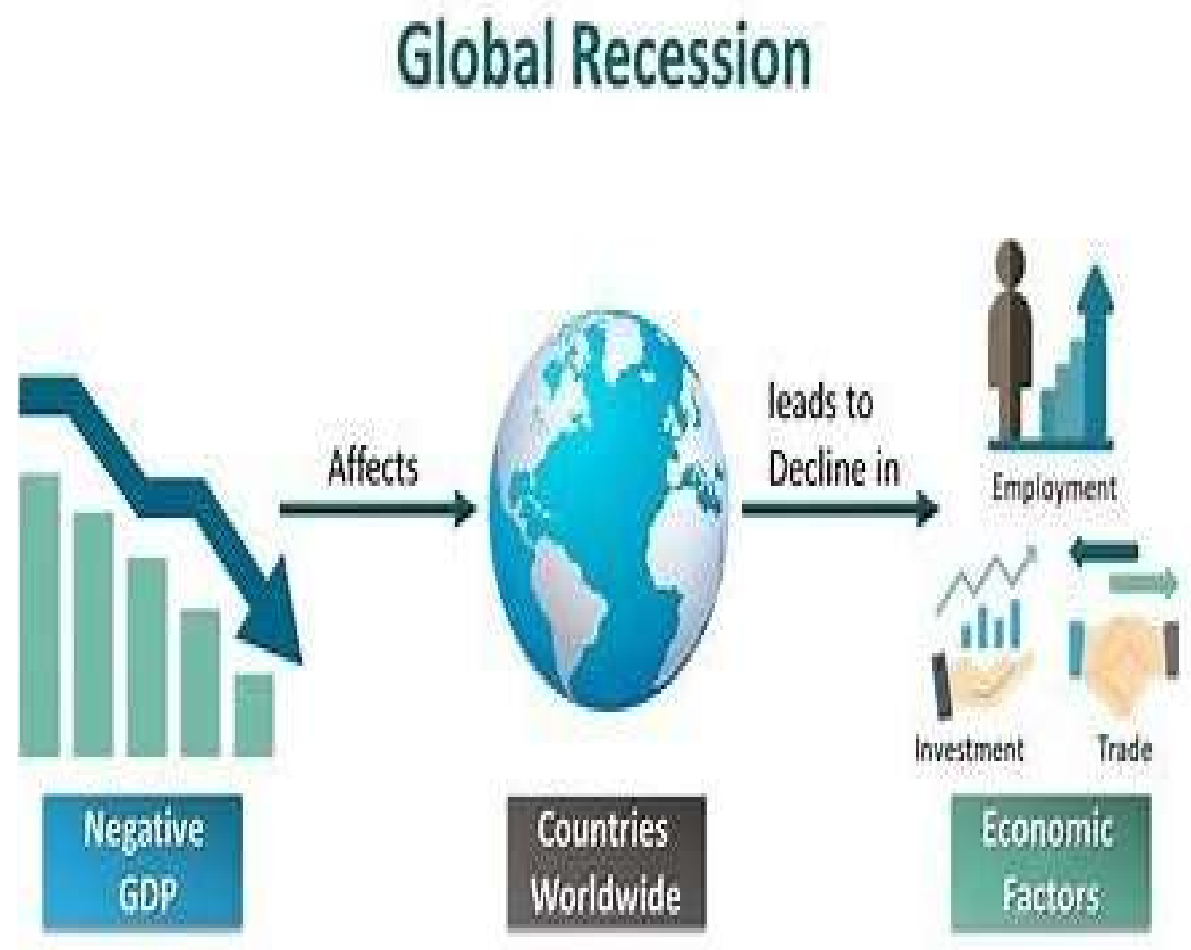 Global Recession
Affects
leads to
Decline in
Employment
Investment
Trade
Negative
GDP
Countries
Worldwide
Economic
Factors